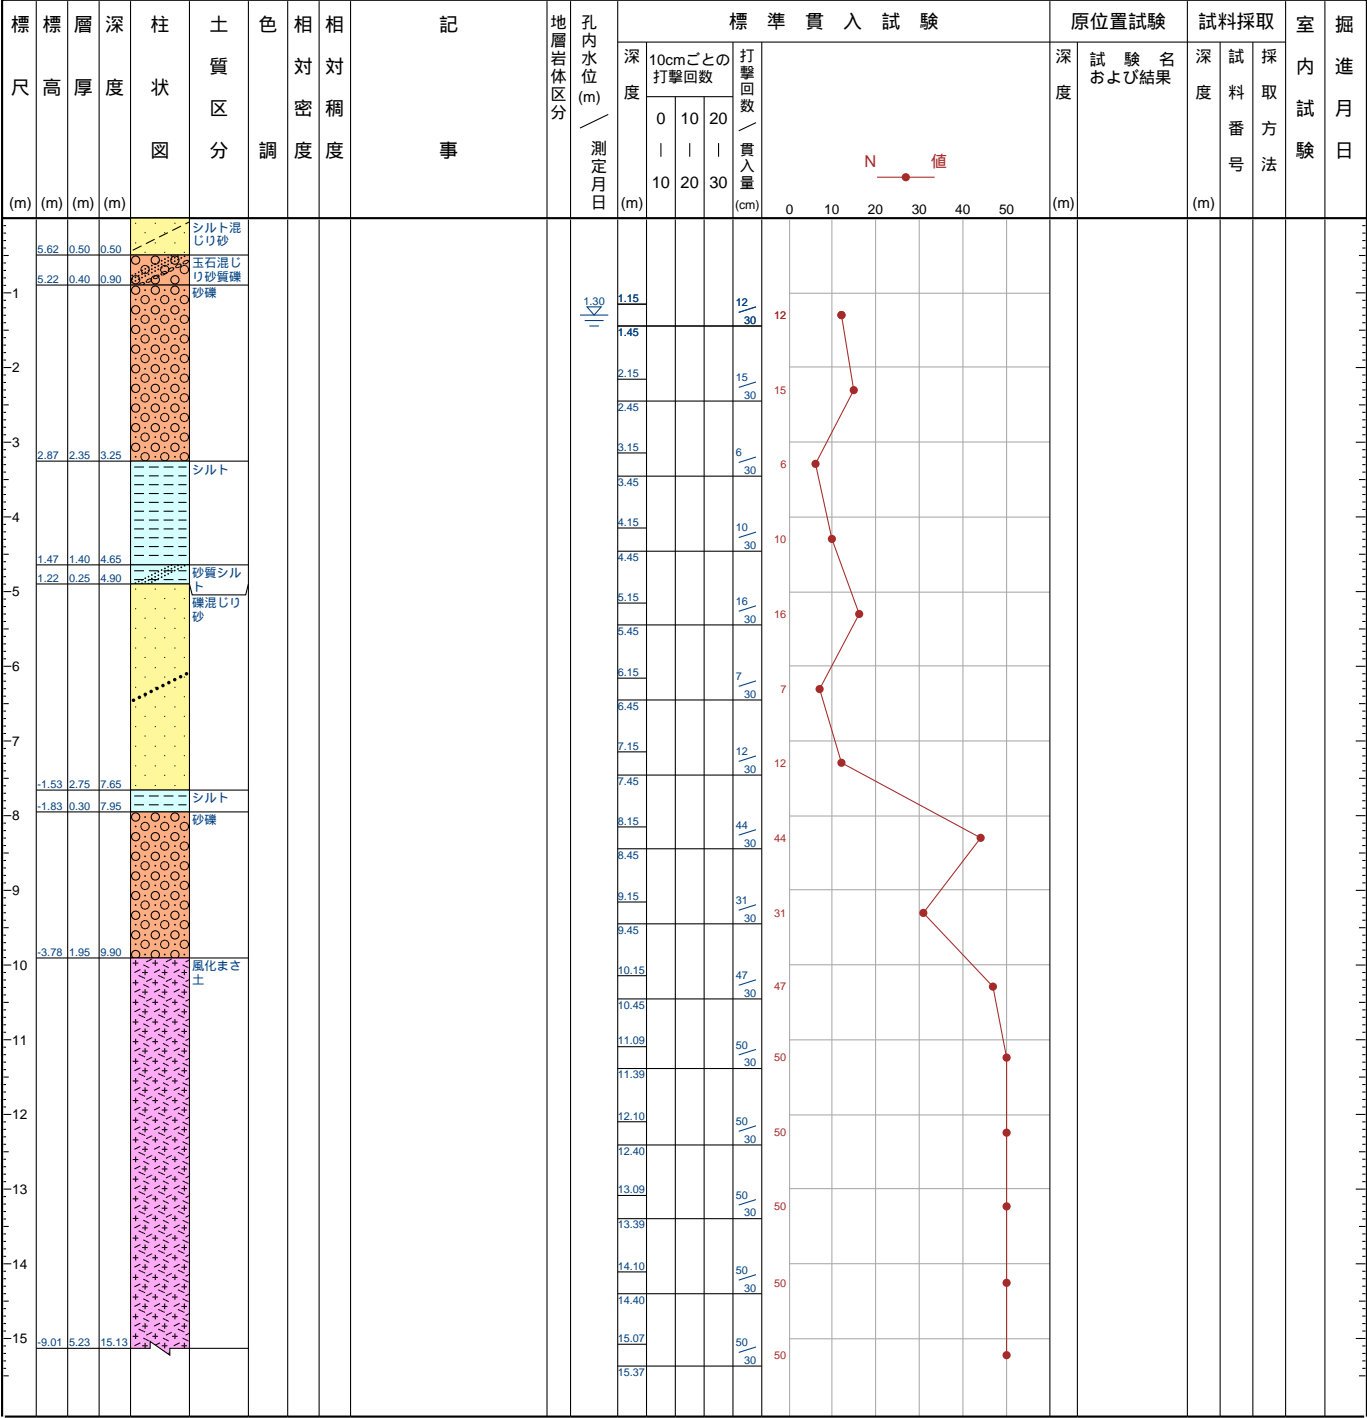 標尺 (m)
標高 (m)
層厚 (m)
深度 (m)
柱状図
土質区分
色調
相対密度
相対稠度
記事
地層岩体区分
孔内水位(m)/測定月日
標準貫入試験
深度 (m)
10cmごとの
打撃回数
0 10 20
| | |
10 20 30
打撃回数/貫入量 (cm)
N 値
0 10 20 30 40 50
原位置試験
深度 (m)
試験名
および結果
試料採取
深度 (m)
試料番号
採取方法
室内試験
掘進月日
シルト混
じり砂
5.62 0.50 0.50
玉石混じ
り砂質礫
5.22 0.40 0.90
砂礫
2.87 2.35 3.25
シルト
1.47 1.40 4.65
砂質シル
ト
1.22 0.25 4.90
礫混じり
砂
-1.53 2.75 7.65
シルト
-1.83 0.30 7.95
砂礫
-3.78 1.95 9.90
風化まさ
土
-9.01 5.23 15.13
1
2
3
4
5
6
7
8
9
10
11
12
13
14
15
1.30
1.15 12/30 12
1.45
2.15 15/30 15
2.45
3.15 6/30 6
3.45
4.15 10/30 10
4.45
5.15 16/30 16
5.45
6.15 7/30 7
6.45
7.15 12/30 12
7.45
8.15 44/30 44
8.45
9.15 31/30 31
9.45
10.15 47/30 47
10.45
11.09 50/30 50
11.39
12.10 50/30 50
12.40
13.09 50/30 50
13.39
14.10 50/30 50
14.40
15.07 50/30 50
15.37